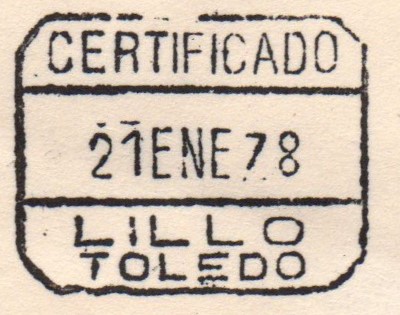 CERTIFICADO
21ENE78
LILLO
TOLEDO